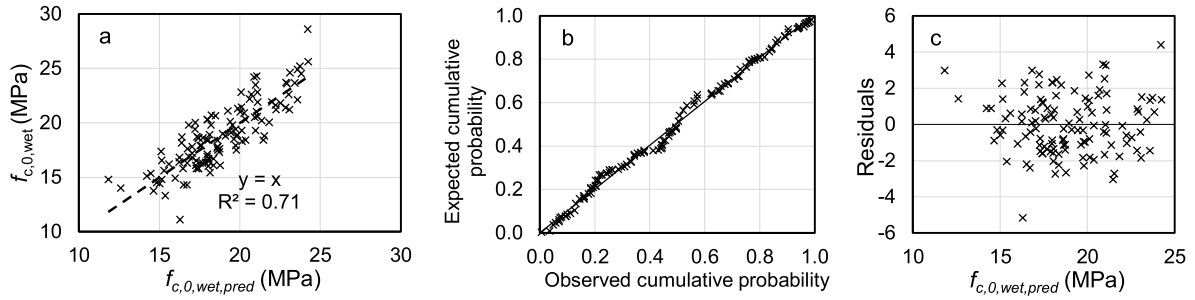 a
30
25
20
15
10
10
15
20
25
30
f c,0,wet (MPa)
f c,0,wet,pred (MPa)
y = x
R² = 0.71
b
1.0
0.8
0.6
0.4
0.2
0.0
0.0
0.2
0.4
0.6
0.8
1.0
Expected cumulative
probability
Observed cumulative probability
c
6
4
2
0
-2
-4
-6
10
15
20
25
Residuals
f c,0,wet,pred (MPa)